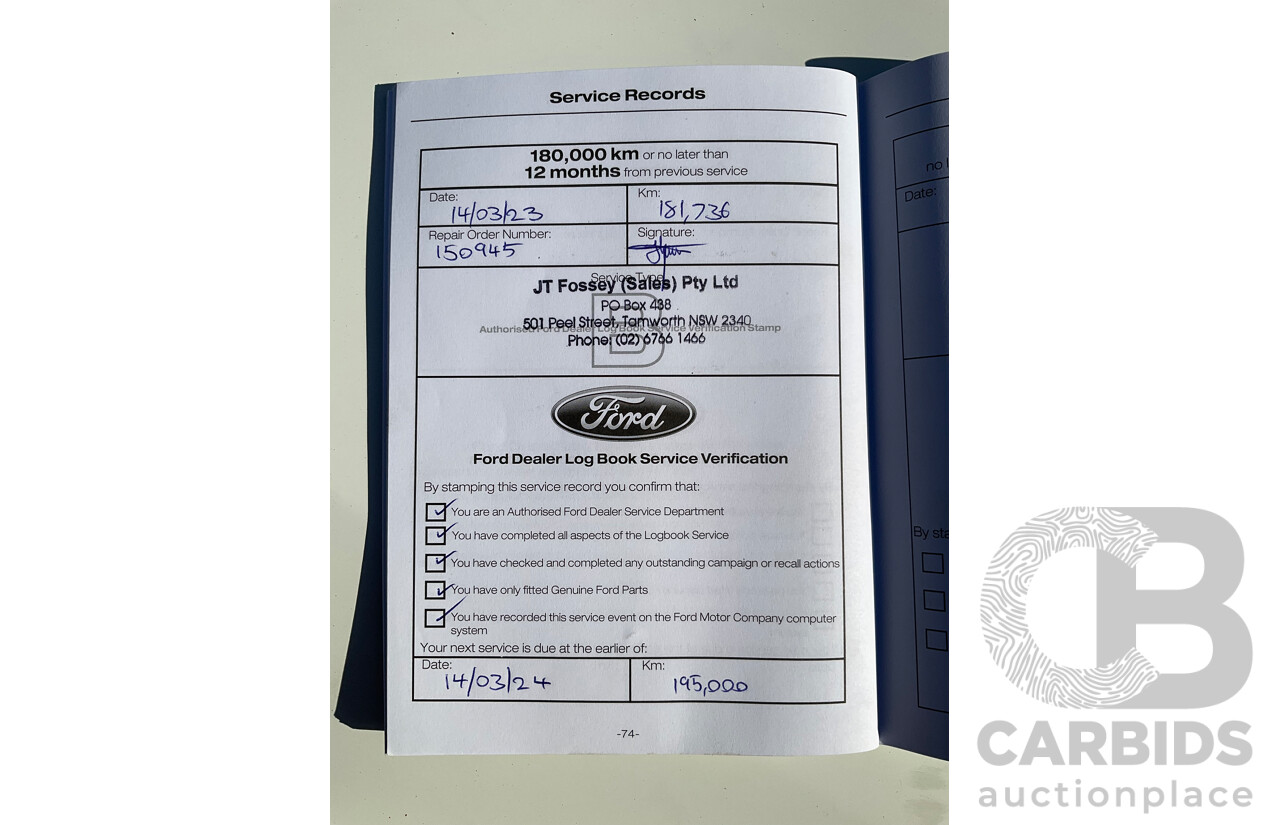 Service Records
180,000 km or no later than
12 months from previous service
Date:
14/03/23
Km:
181,736
Repair Order Number:
150945
Signature:
Service Type
JT Fossey (Sales) Pty Ltd
PO Box 438
501 Peel Street, Tamworth NSW 2340
Authorised Ford Dealer Log Book Service Verification Stamp
Phone: (02) 6766 1466
B
Ford
Ford Dealer Log Book Service Verification
By stamping this service record you confirm that:
You are an Authorised Ford Dealer Service Department
You have completed all aspects of the Logbook Service
You have checked and completed any outstanding campaign or recall actions
You have only fitted Genuine Ford Parts
You have recorded this service event on the Ford Motor Company computer
system
Your next service is due at the earlier of:
Date:
14/03/24
Km:
195,000
-74-
no l
Date:
By sta
CB
CARBIDS
auctionplace